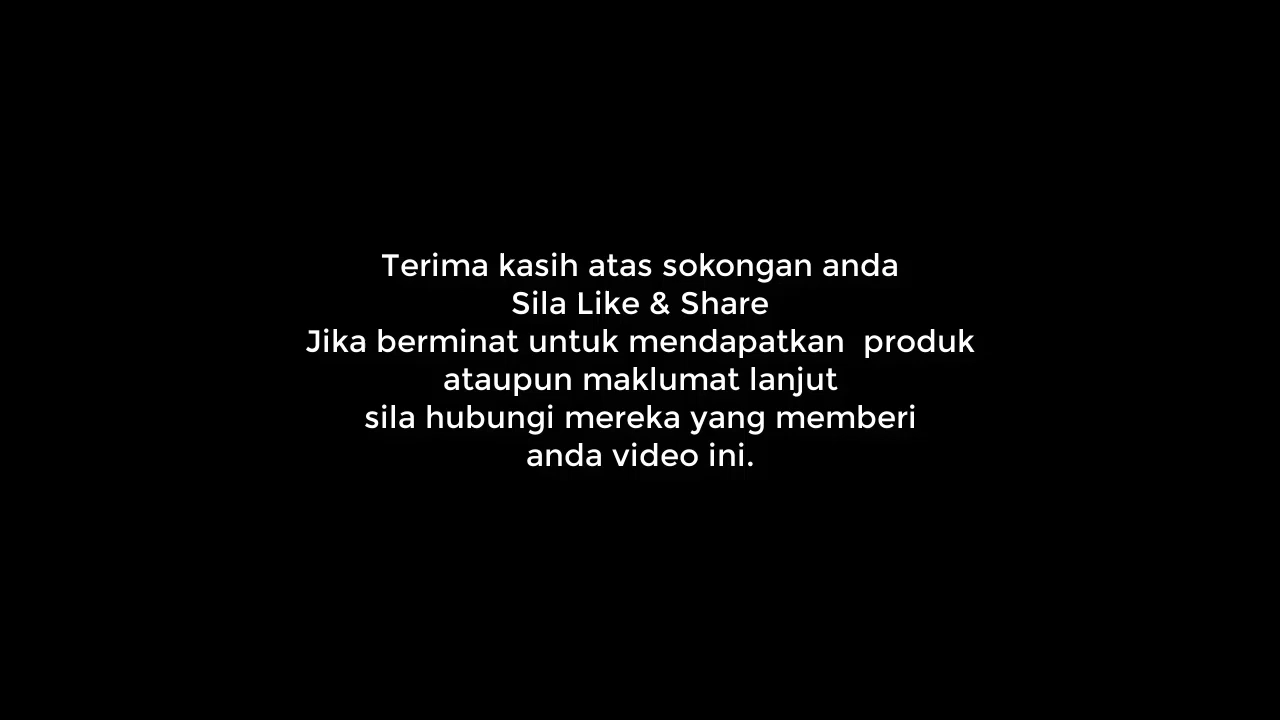 Terima kasih atas sokongan anda
Sila Like & Share
Jika berminat untuk mendapatkan  produk
ataupun maklumat lanjut
sila hubungi mereka yang memberi
anda video ini.